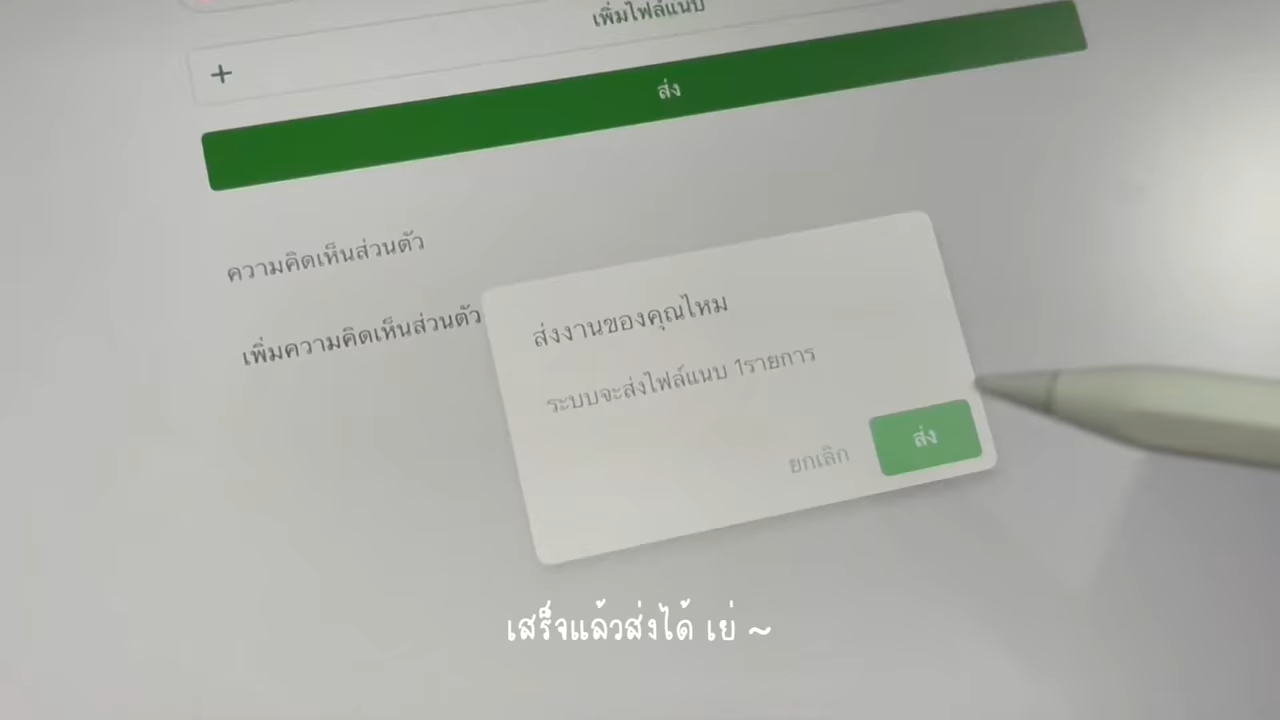 เพิ่มไฟล์แนบ
+
ส่ง
ความคิดเห็นส่วนตัว
เพิ่มความคิดเห็นส่วนตัว
ส่งงานของคุณไหม
ระบบจะส่งไฟล์แนบ 1รายการ
ยกเลิก
ส่ง
เสร็จแล้วส่งได้ เย่ ~